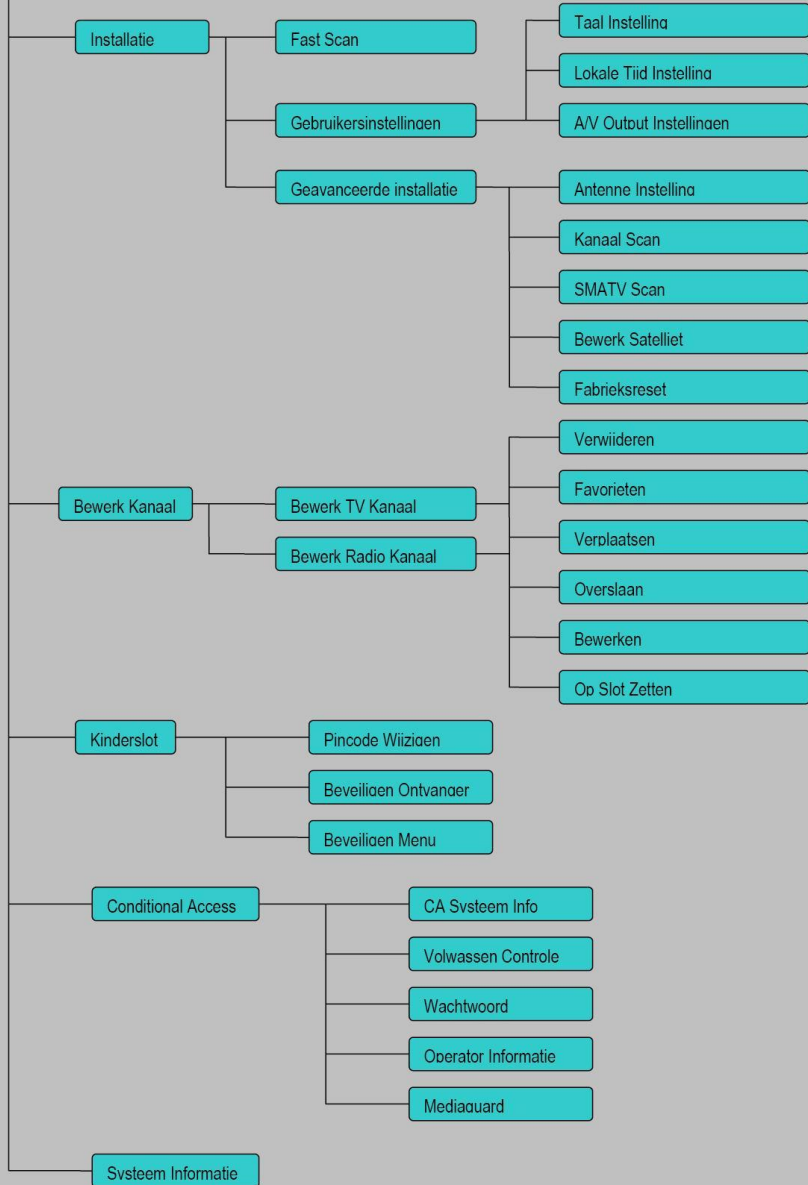 Installatie
Fast Scan
Taal Instelling
Lokale Tijd Instelling
Gebruikersinstellingen
A/V Output Instellingen
Geavanceerde installatie
Antenne Instelling
Kanaal Scan
SMATV Scan
Bewerk Satelliet
Fabrieksreset
Verwijderen
Bewerk Kanaal
Bewerk TV Kanaal
Favorieten
Bewerk Radio Kanaal
Verplaatsen
Overslaan
Bewerken
Op Slot Zetten
Kinderslot
Pincode Wijzigen
Beveiligen Ontvanger
Beveiligen Menu
Conditional Access
CA Systeem Info
Volwassen Controle
Wachtwoord
Operator Informatie
Mediaguard
Systeem Informatie